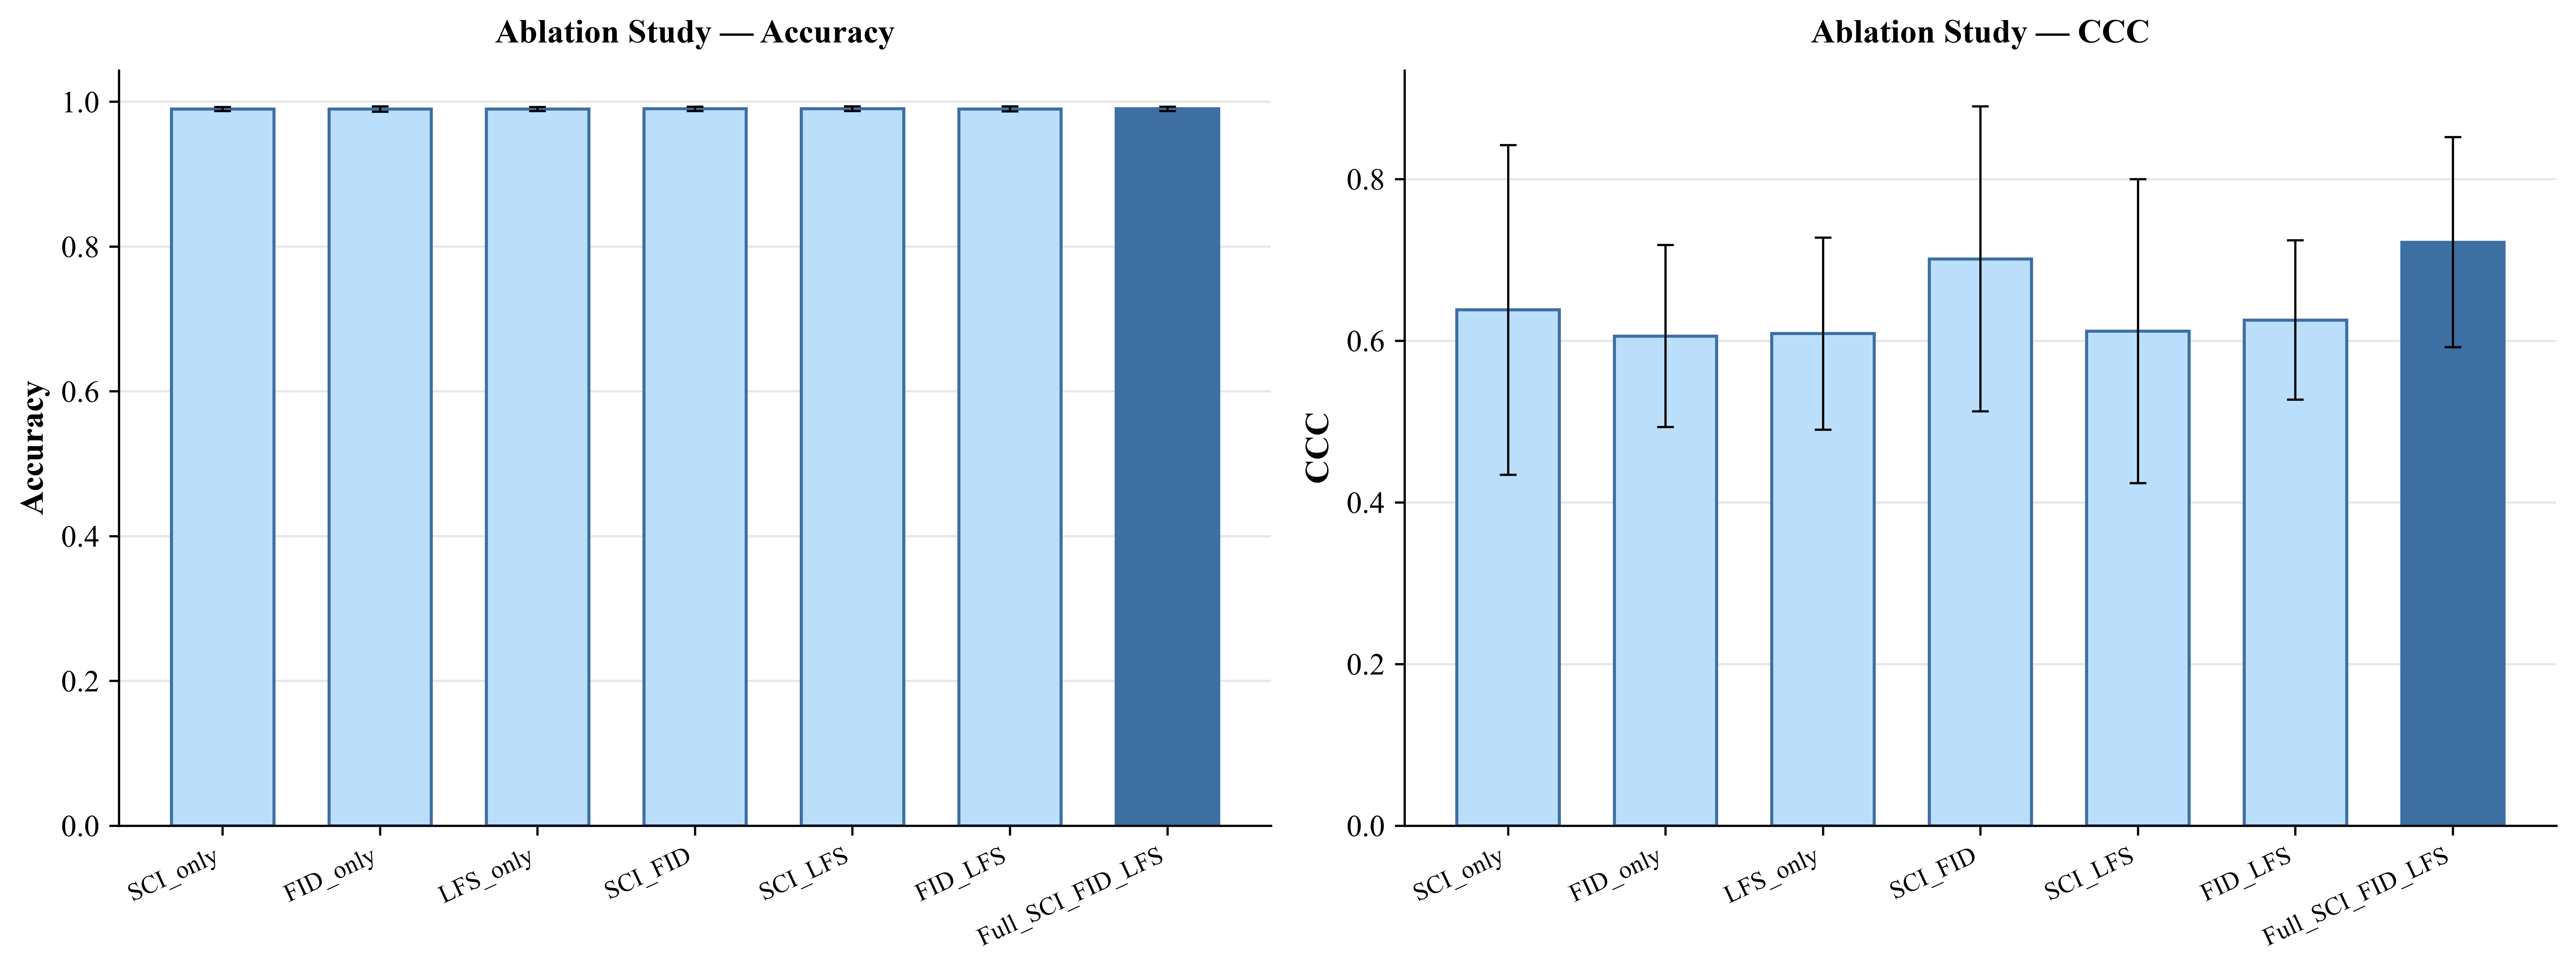 Ablation Study — Accuracy
Accuracy
1.0
0.8
0.6
0.4
0.2
0.0
SCI_only
FID_only
LFS_only
SCI_FID
SCI_LFS
FID_LFS
Full_SCI_FID_LFS
Ablation Study — CCC
CCC
0.8
0.6
0.4
0.2
0.0
SCI_only
FID_only
LFS_only
SCI_FID
SCI_LFS
FID_LFS
Full_SCI_FID_LFS